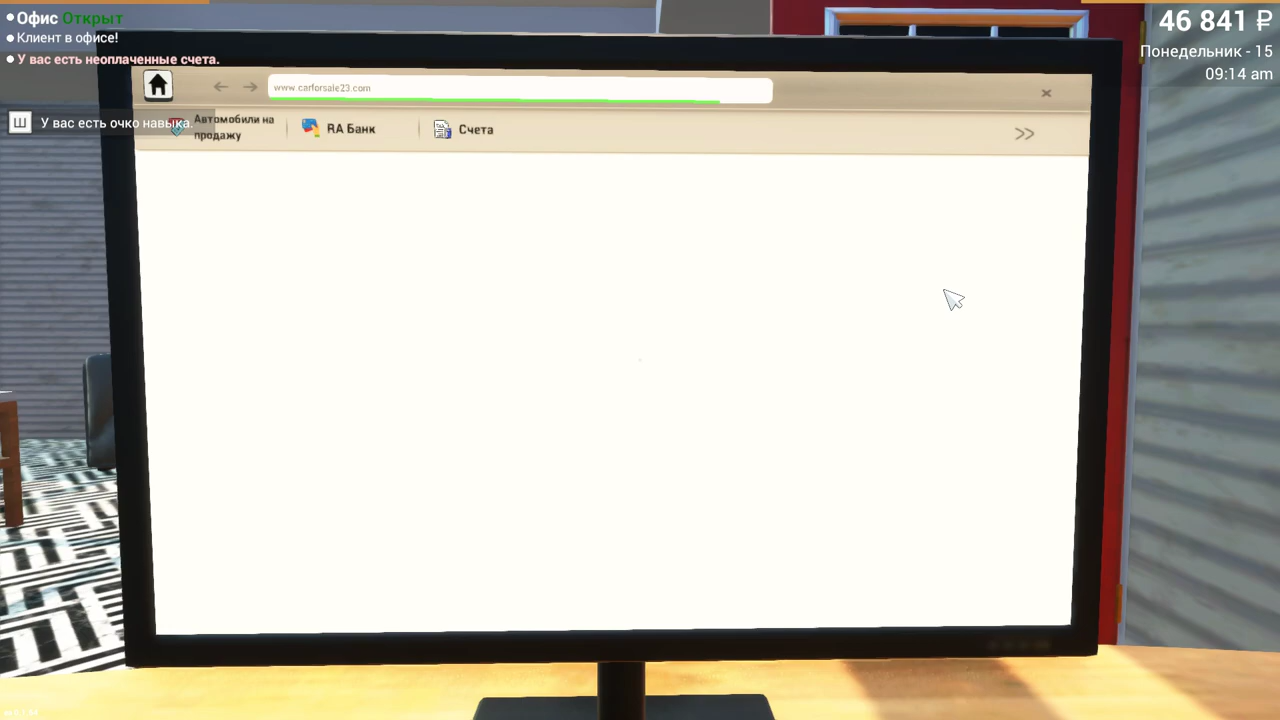 Офис Открыт
Клиент в офисе!
У вас есть неоплаченные счета.
Ш У вас есть очко навыка.
46 841 ₽
Понедельник - 15
09:14 am
www.carforsale23.com
Автомобили на
продажу
RA Банк
Счета